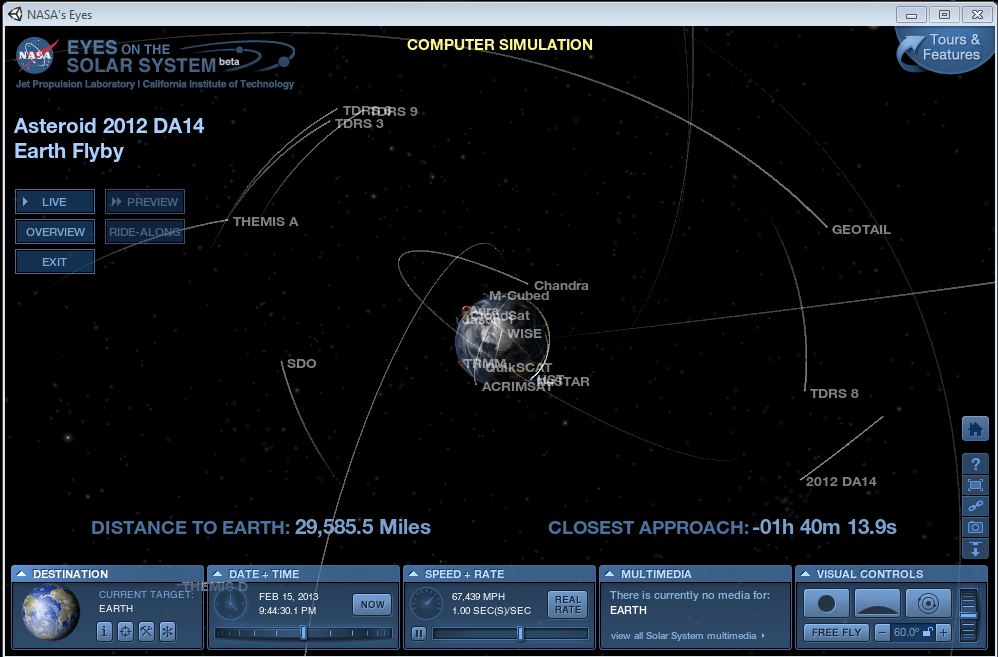 NASA's Eyes
COMPUTER SIMULATION
NASA
EYES ON THE
SOLAR SYSTEM beta
Jet Propulsion Laboratory | California Institute of Technology
Tours &
Features
Asteroid 2012 DA14
Earth Flyby
LIVE
PREVIEW
OVERVIEW
RIDE-ALONG
EXIT
TDRS 6
TDRS 9
TDRS 3
THEMIS A
GEOTAIL
Chandra
M-Cubed
CloudSat
WISE
SDO
TRMM
QuikSCAT
HST
NuSTAR
ACRIMSAT
TDRS 8
2012 DA14
DISTANCE TO EARTH: 29,585.5 Miles
CLOSEST APPROACH: -01h 40m 13.9s
?
THEMIS D
DESTINATION
CURRENT TARGET:
EARTH
i
DATE + TIME
FEB 15, 2013
9:44:30.1 PM
NOW
SPEED + RATE
67,439 MPH
1.00 SEC(S)/SEC
REAL
RATE
MULTIMEDIA
There is currently no media for:
EARTH
view all Solar System multimedia
VISUAL CONTROLS
FREE FLY
− 60.0° +